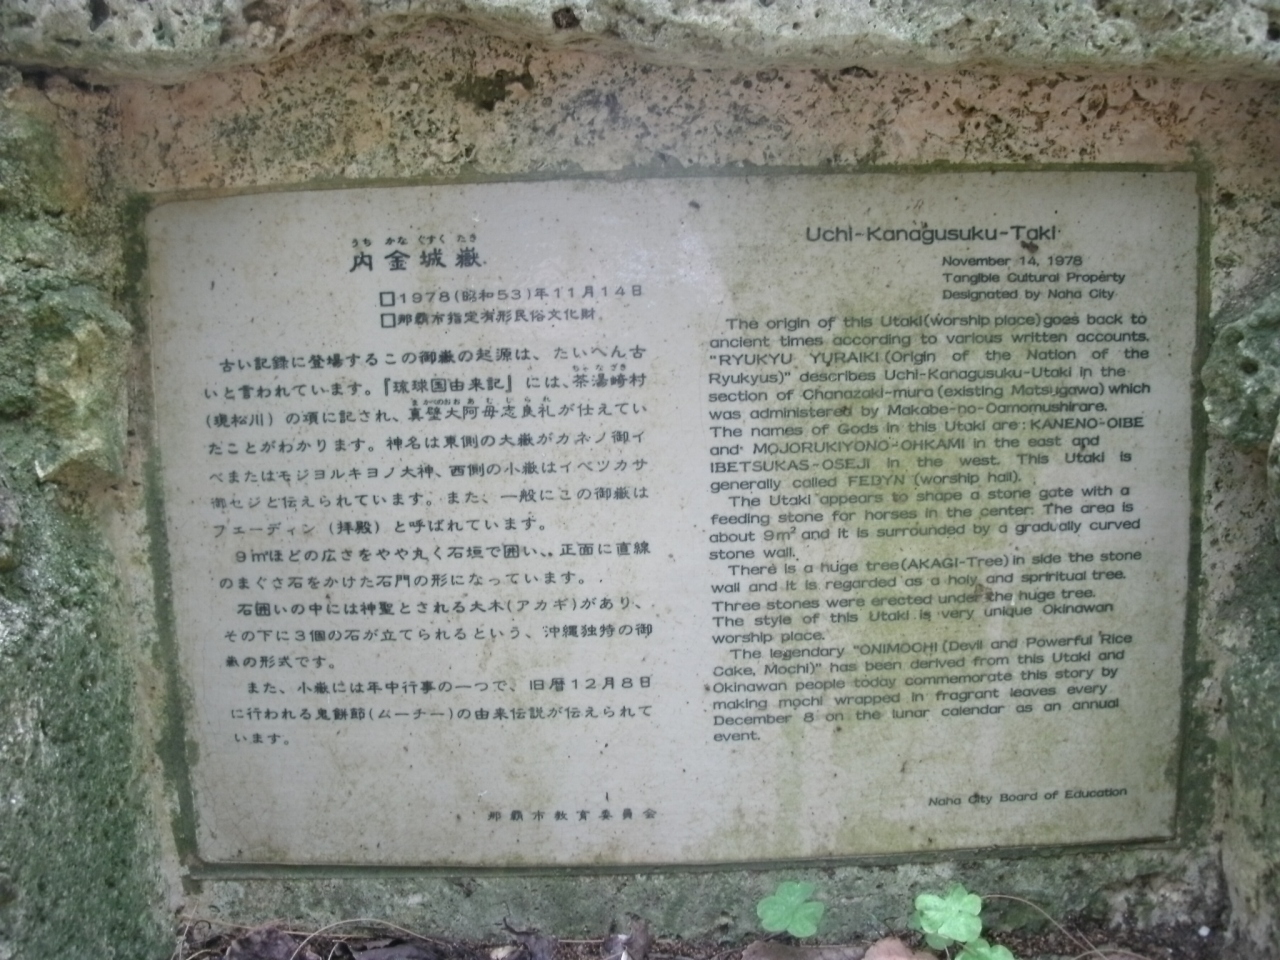 うち かな ぐすく たき
内金城嶽
□1978(昭和53)年11月14日
□那覇市指定有形民俗文化財
古い記録に登場するこの御嶽の起源は、たいへん古
いと言われています。『琉球国由来記』には、茶湯崎村
(現松川) の項に記され、真壁大阿母志良礼が仕えてい
たことがわかります。神名は東側の大嶽がカネノ御イ
ベまたはモジヨルキヨノ大神、西側の小嶽はイベツカサ
御セジと伝えられています。また、一般にこの御嶽は
フェーディン (拝殿) と呼ばれています。
9㎡ほどの広さをやや丸く石垣で囲い、正面に直線
のまぐさ石をかけた石門の形になっています。
石囲いの中には神聖とされる大木(アカギ)があり、
その下に3個の石が立てられるという、沖縄独特の御
嶽の形式です。
また、小嶽には年中行事の一つで、旧暦12月8日
に行われる鬼餅節(ムーチー)の由来伝説が伝えられて
います。
那覇市教育委員会
Uchi-Kanagusuku-Taki
November 14, 1978
Tangible Cultural Property
Designated by Naha City
The origin of this Utaki(worship place)goes back to
ancient times according to various written accounts.
"RYUKYU YURAIKI (Origin of the Nation of the
Ryukyus)" describes Uchi-Kanagusuku-Utaki in the
section of Chanazaki-mura (existing Matsugawa) which
was administered by Makabe-no-Oamomushirare.
The names of Gods in this Utaki are : KANENO-OIBE
and MOJORUKIYONO-OHKAMI in the east and
IBETSUKAS-OSEJI in the west. This Utaki is
generally called FEDYN (worship hall).
The Utaki appears to shape a stone gate with a
feeding stone for horses in the center. The area is
about 9m² and it is surrounded by a gradually curved
stone wall.
There is a huge tree(AKAGI-Tree) in side the stone
wall and it is regarded as a holy and spriritual tree.
Three stones were erected under the huge tree.
The style of this Utaki is very unique Okinawan
worship place.
The legendary "ONIMOCHI (Devil and Powerful Rice
Cake, Mochi)" has been derived from this Utaki and
Okinawan people today commemorate this story by
making mochi wrapped in fragrant leaves every
December 8 on the lunar calendar as an annual
event.
Naha City Board of Education